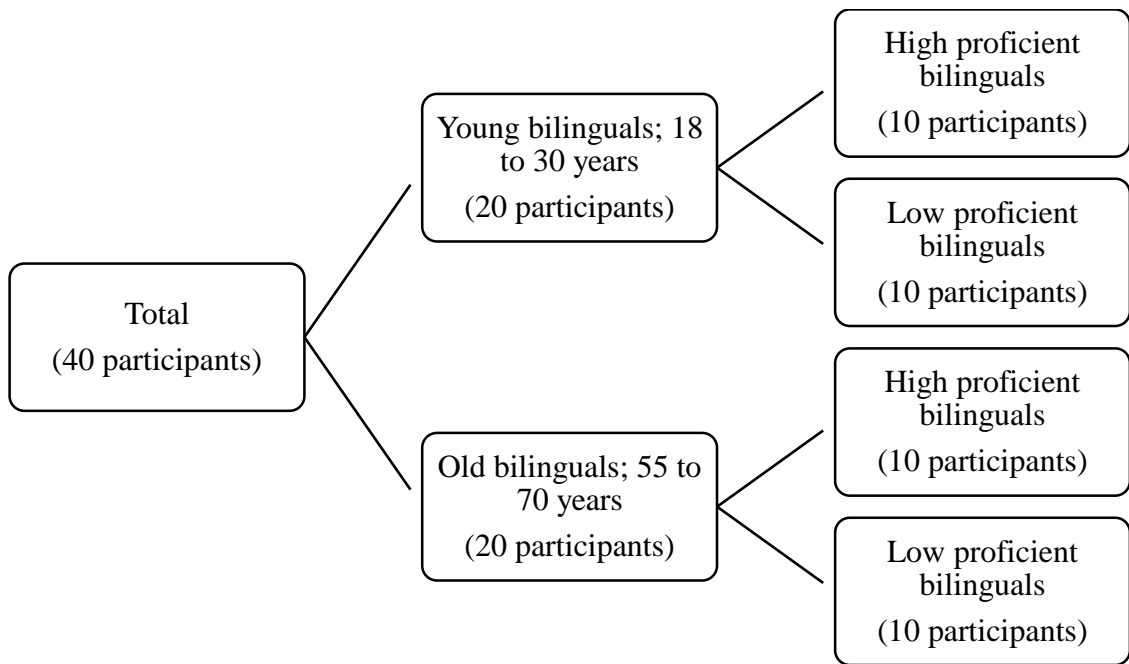 Total
(40 participants)
Young bilinguals; 18
to 30 years
(20 participants)
High proficient
bilinguals
(10 participants)
Low proficient
bilinguals
(10 participants)
Old bilinguals; 55 to
70 years
(20 participants)
High proficient
bilinguals
(10 participants)
Low proficient
bilinguals
(10 participants)